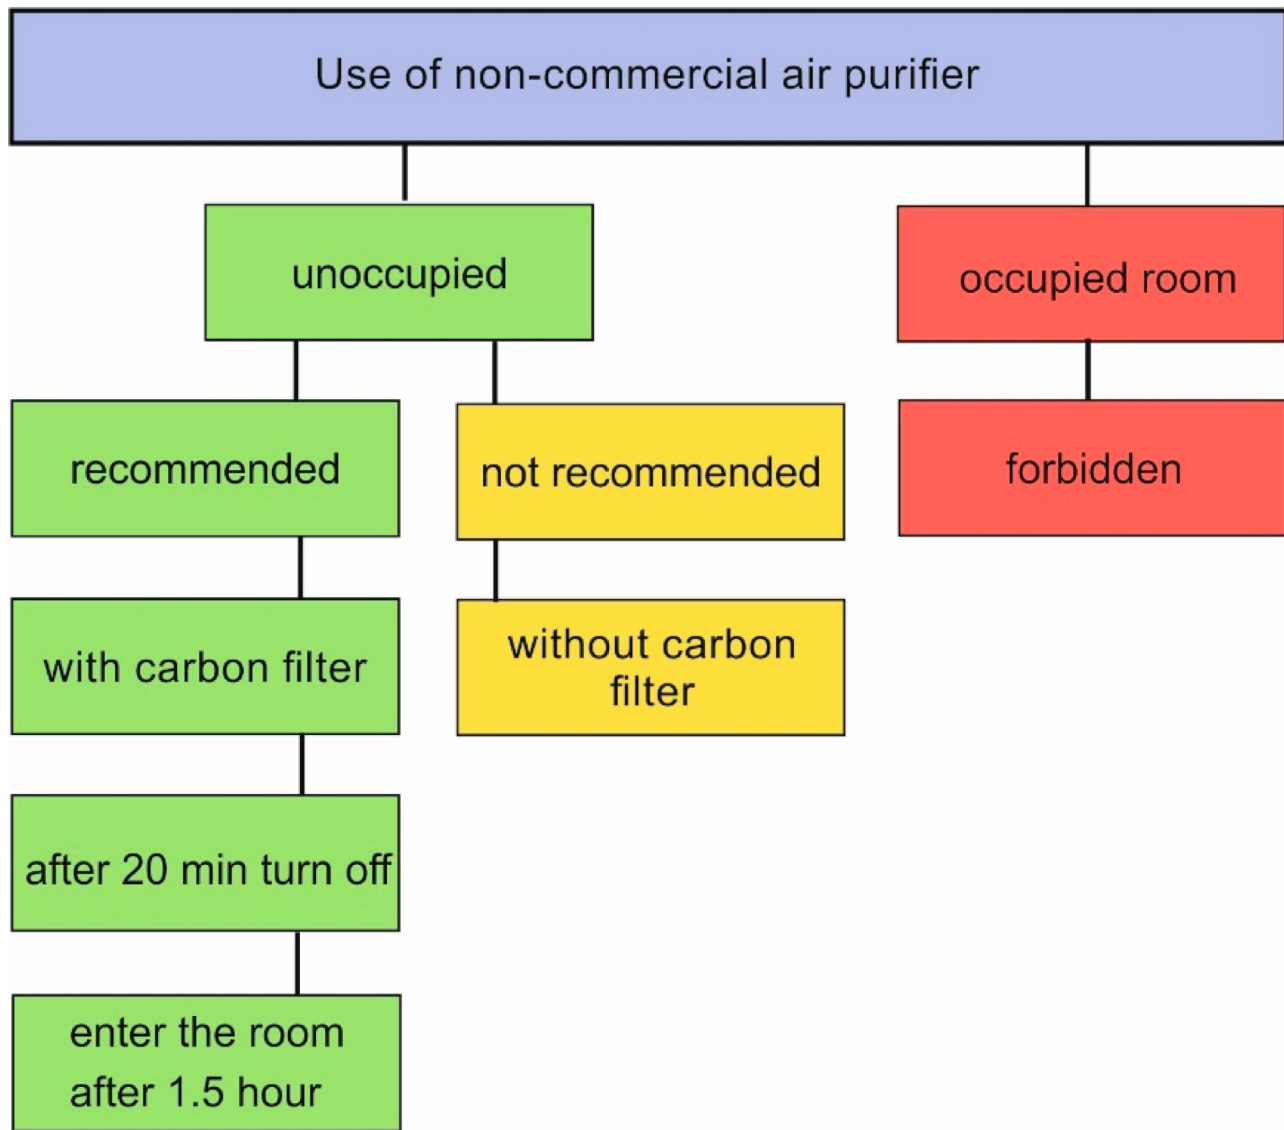 Use of non-commercial air purifier
unoccupied
occupied room
recommended
not recommended
forbidden
with carbon filter
without carbon
filter
after 20 min turn off
enter the room
after 1.5 hour